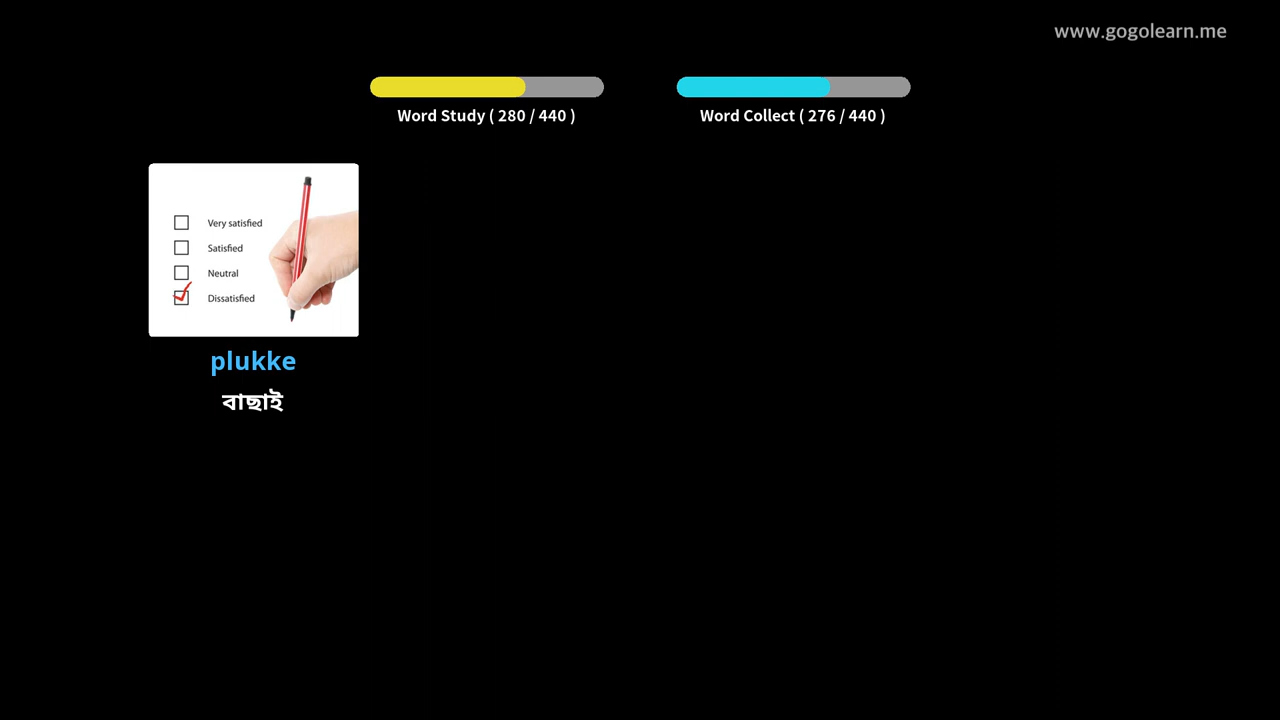 www.gogolearn.me
Word Study ( 280 / 440 )
Word Collect ( 276 / 440 )
Very satisfied
Satisfied
Neutral
Dissatisfied
plukke
বাছাই